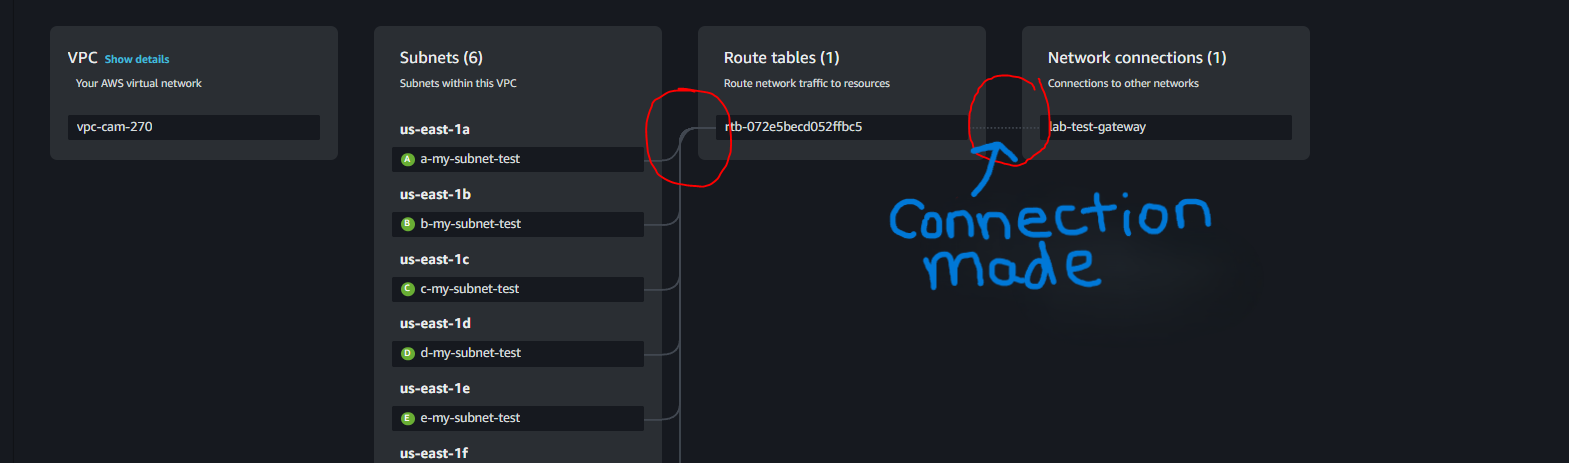 VPC Show details
Your AWS virtual network
vpc-cam-270
Subnets (6)
Subnets within this VPC
us-east-1a
A a-my-subnet-test
us-east-1b
B b-my-subnet-test
us-east-1c
C c-my-subnet-test
us-east-1d
D d-my-subnet-test
us-east-1e
E e-my-subnet-test
us-east-1f
Route tables (1)
Route network traffic to resources
rtb-072e5becd052ffbc5
Network connections (1)
Connections to other networks
lab-test-gateway
Connection
made